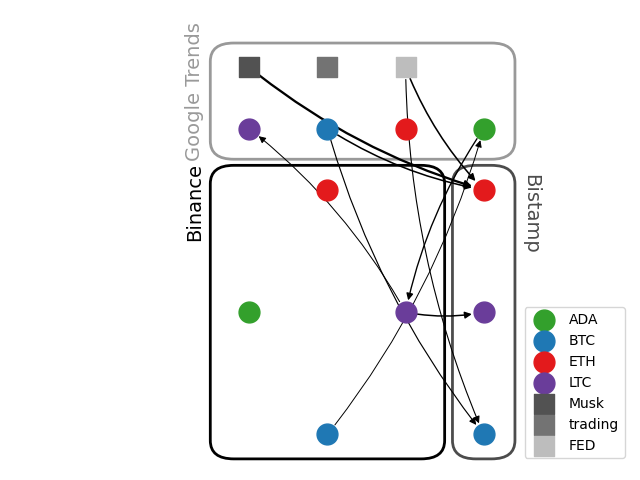 Google Trends
Binance
Bistamp
ADA
BTC
ETH
LTC
Musk
trading
FED